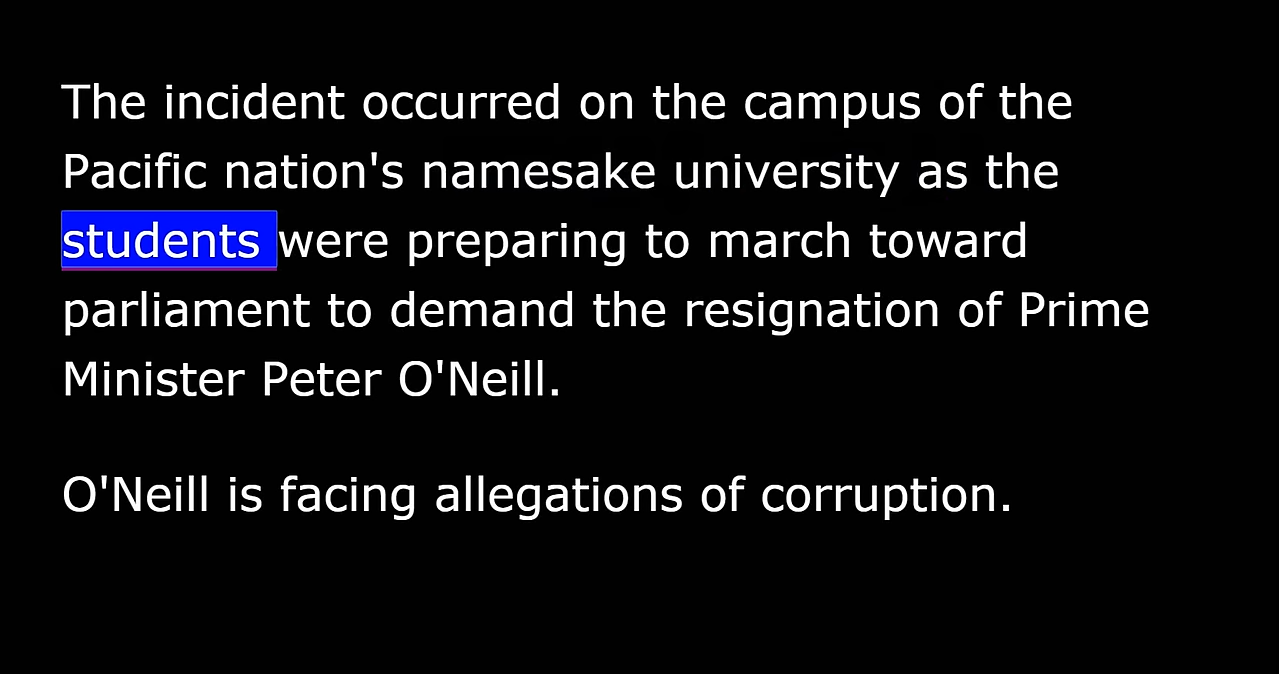 The incident occurred on the campus of the
Pacific nation's namesake university as the
students were preparing to march toward
parliament to demand the resignation of Prime
Minister Peter O'Neill.
O'Neill is facing allegations of corruption.